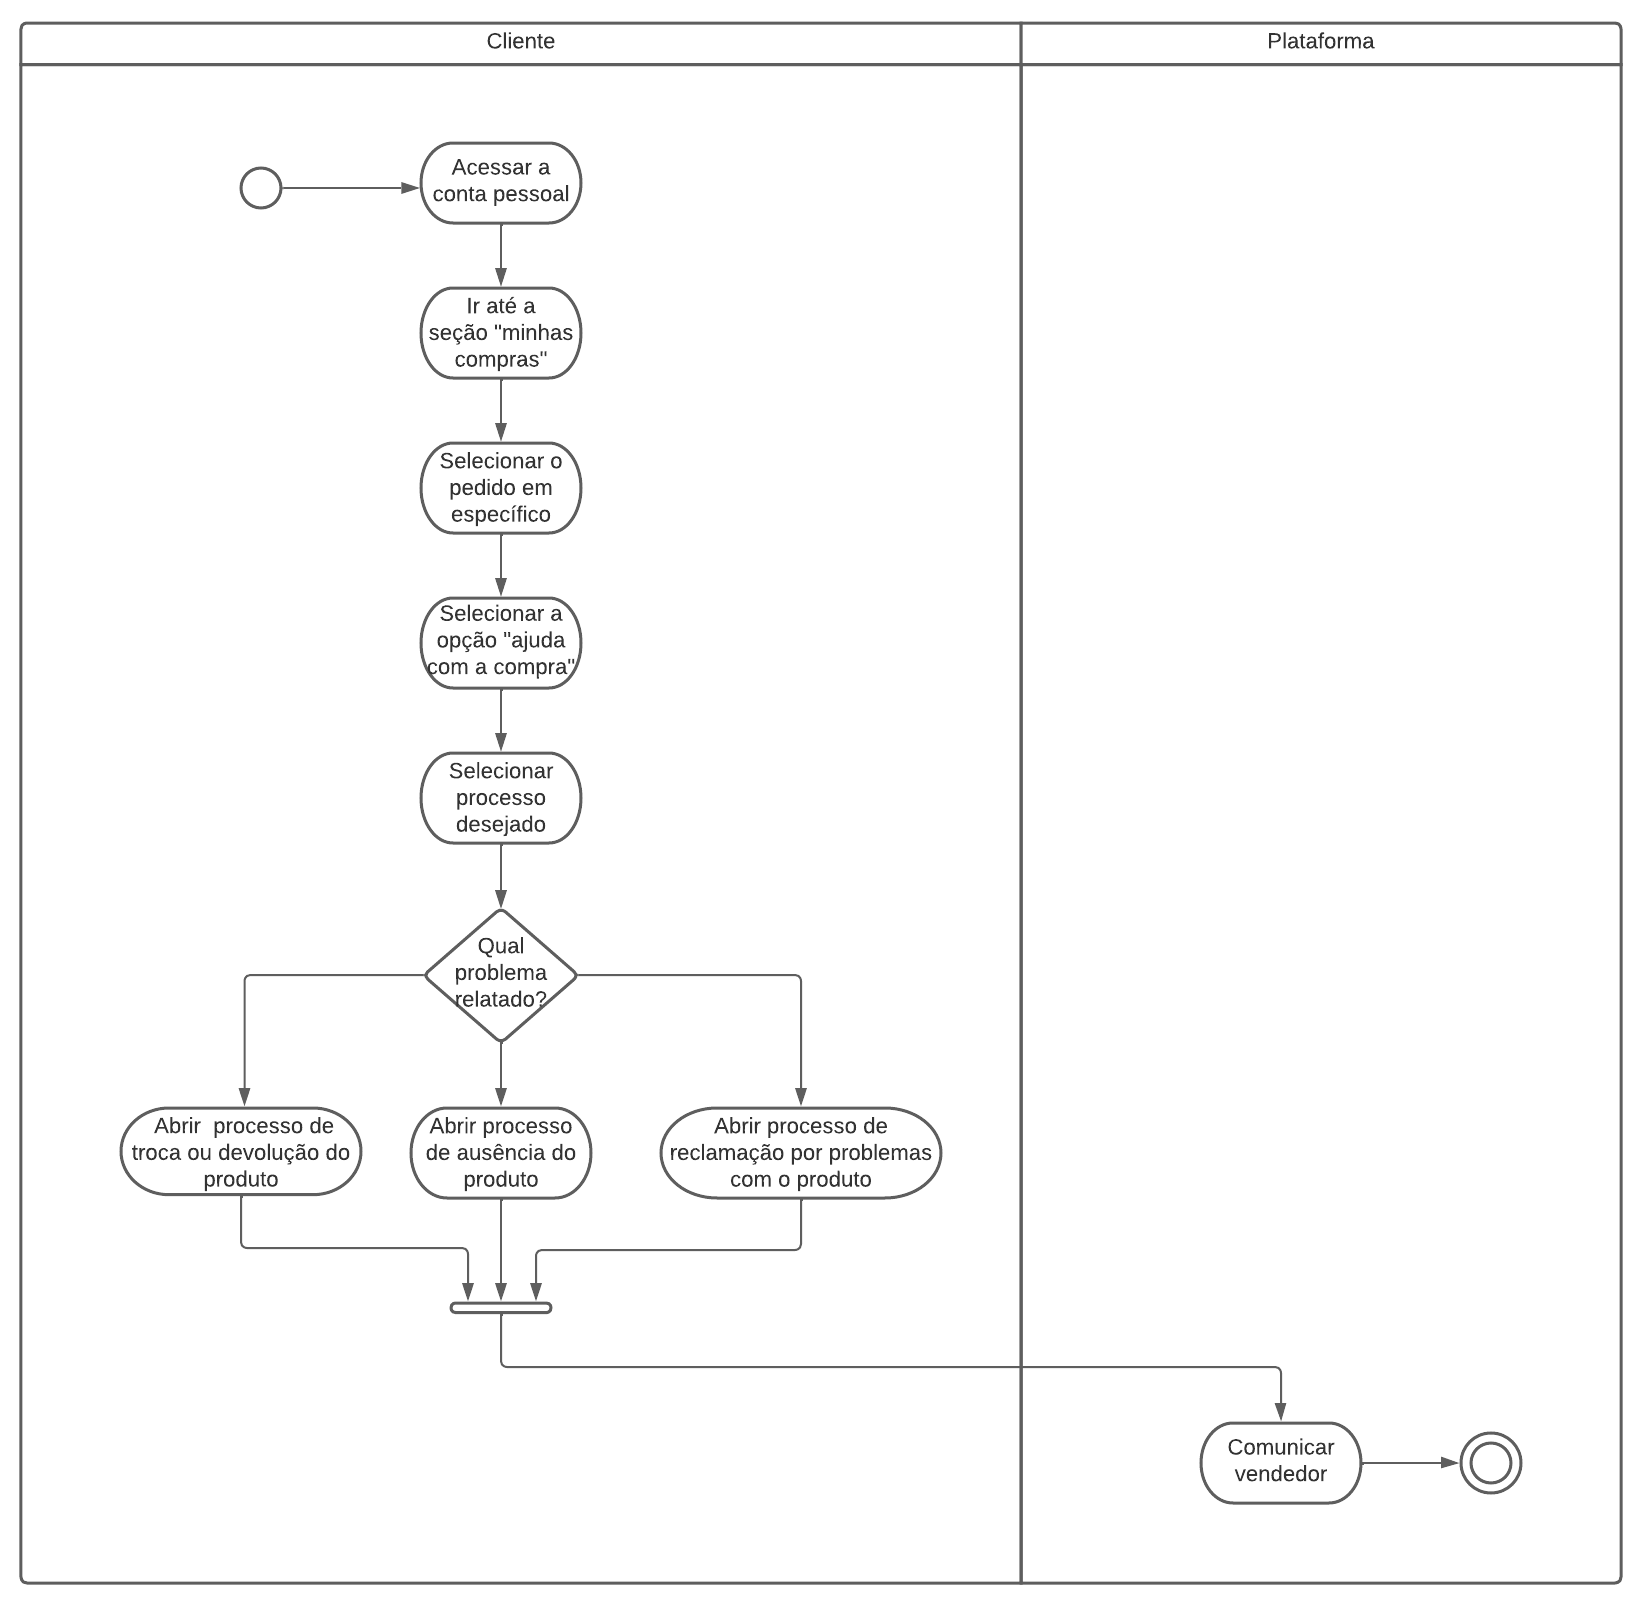 Cliente
Plataforma
Acessar a
conta pessoal
Ir até a
seção "minhas
compras"
Selecionar o
pedido em
específico
Selecionar a
opção "ajuda
com a compra"
Selecionar
processo
desejado
Qual
problema
relatado?
Abrir  processo de
troca ou devolução do
produto
Abrir processo
de ausência do
produto
Abrir processo de
reclamação por problemas
com o produto
Comunicar
vendedor